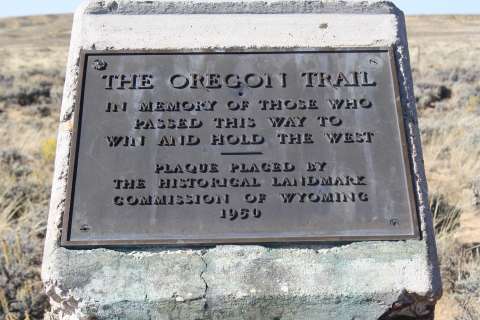 THE OREGON TRAIL
IN MEMORY OF THOSE WHO
PASSED THIS WAY TO
WIN AND HOLD THE WEST
PLAQUE PLACED BY
THE HISTORICAL LANDMARK
COMMISSION OF WYOMING
1950